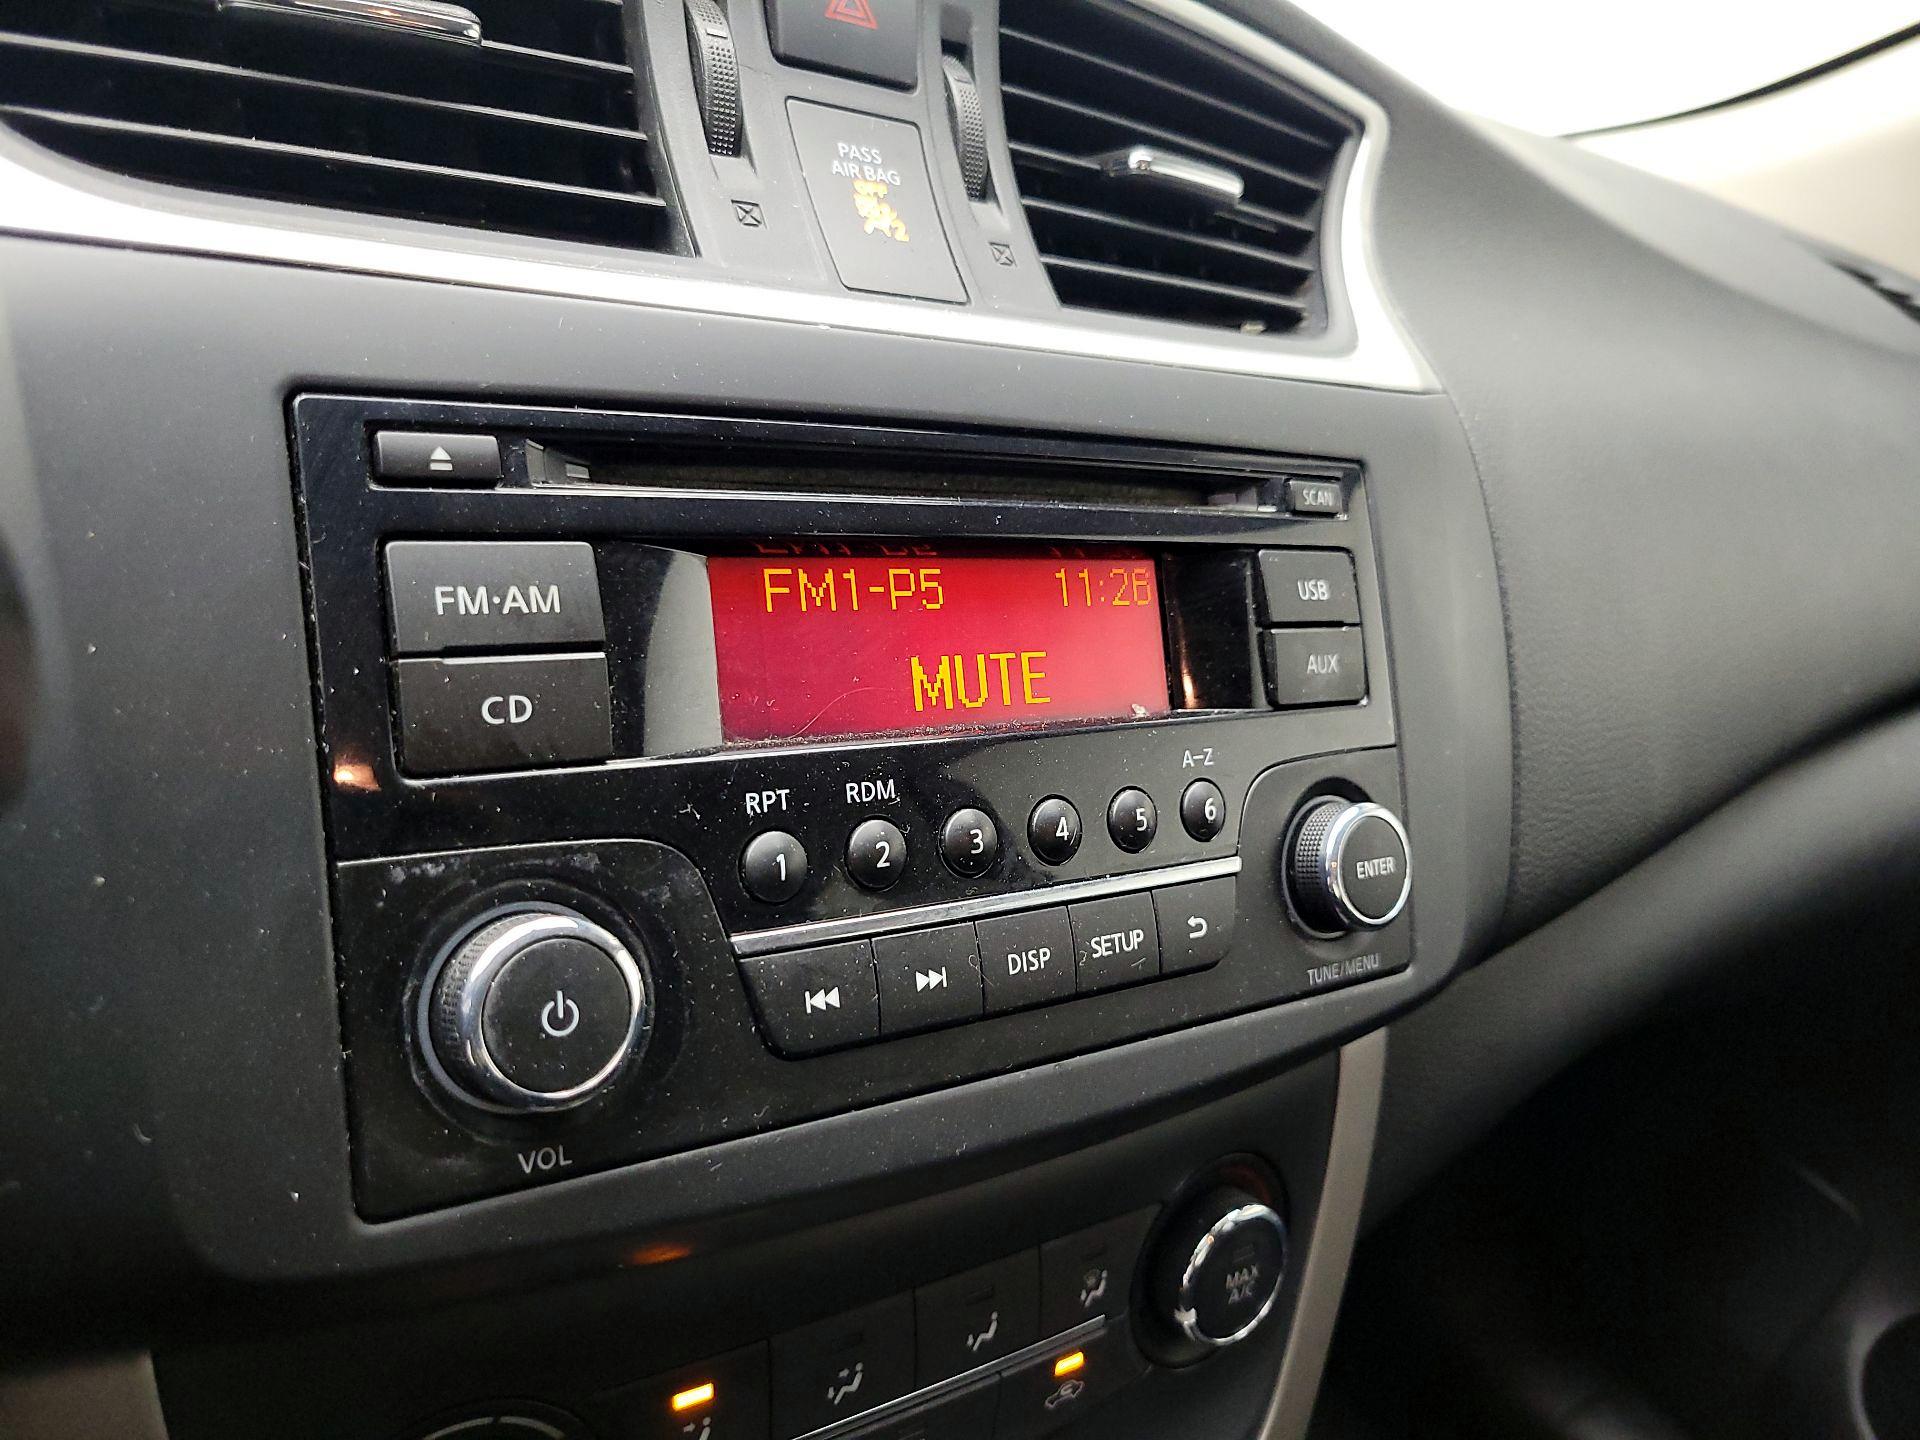 PASS
AIR BAG
OFF
SCAN
FM·AM
CD
FM1-P5 11:26
MUTE
USB
AUX
RPT RDM A-Z
1 2 3 4 5 6
ENTER
DISP SETUP
TUNE/MENU
VOL
MAX
A/C